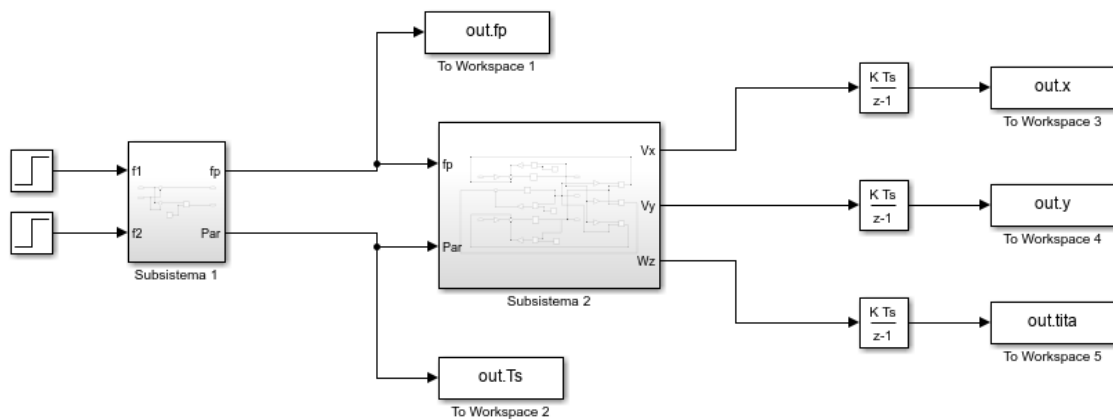 out.fp
To Workspace 1
K Ts
z-1
out.x
To Workspace 3
f1
fp
f2
Par
Subsistema 1
fp
Par
Vx
Vy
Wz
Subsistema 2
K Ts
z-1
out.y
To Workspace 4
K Ts
z-1
out.tita
To Workspace 5
out.Ts
To Workspace 2